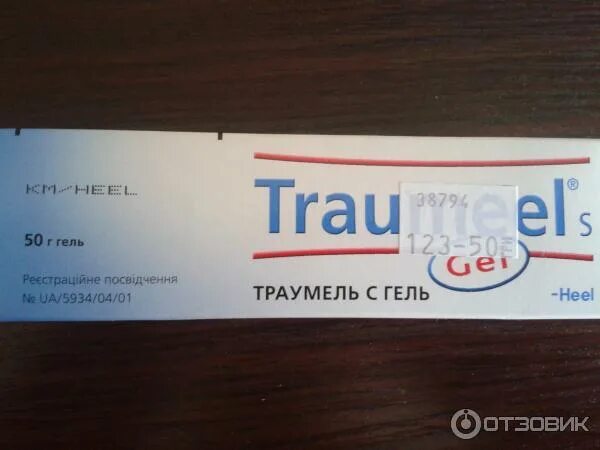 KM/HEEL
50 г гель
Реєстраційне посвідчення
№ UA/5934/04/01
Traumeel® S
38794
123-50 ГРН
Gel
ТРАУМЕЛЬ С ГЕЛЬ
-Heel
ОТЗОВИК